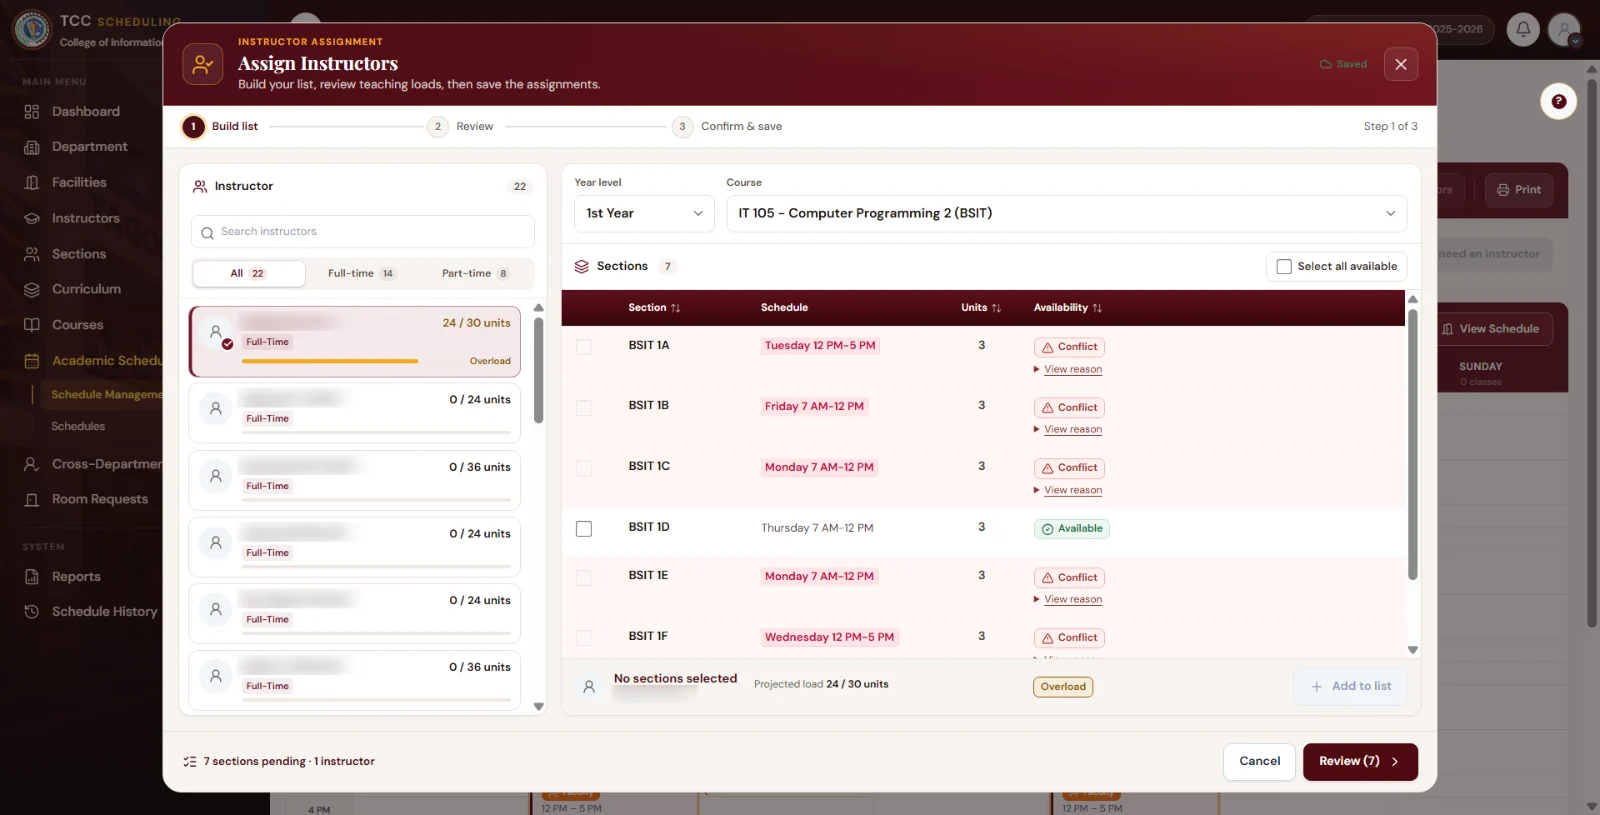 TCC SCHEDULING
College of Information
2025-2026
MAIN MENU
Dashboard
Department
Facilities
Instructors
Sections
Curriculum
Courses
Academic Schedu
Schedule Manageme
Schedules
Cross-Departmen
Room Requests
SYSTEM
Reports
Schedule History
INSTRUCTOR ASSIGNMENT
Assign Instructors
Build your list, review teaching loads, then save the assignments.
Saved
1 Build list
2 Review
3 Confirm & save
Step 1 of 3
Instructor 22
Search instructors
All 22
Full-time 14
Part-time 8
24 / 30 units
Full-Time
Overload
0 / 24 units
Full-Time
0 / 36 units
Full-Time
0 / 24 units
Full-Time
0 / 24 units
Full-Time
0 / 36 units
Full-Time
Year level
1st Year
Course
IT 105 - Computer Programming 2 (BSIT)
Sections 7
Select all available
Section Schedule Units Availability
BSIT 1A Tuesday 12 PM-5 PM 3 Conflict
View reason
BSIT 1B Friday 7 AM-12 PM 3 Conflict
View reason
BSIT 1C Monday 7 AM-12 PM 3 Conflict
View reason
BSIT 1D Thursday 7 AM-12 PM 3 Available
BSIT 1E Monday 7 AM-12 PM 3 Conflict
View reason
BSIT 1F Wednesday 12 PM-5 PM 3 Conflict
No sections selected
Projected load 24 / 30 units
Overload
+ Add to list
7 sections pending · 1 instructor
Cancel
Review (7)
?
Print
need an instructor
View Schedule
SUNDAY
0 classes
4 PM
12 PM – 5 PM
12 PM – 5 PM